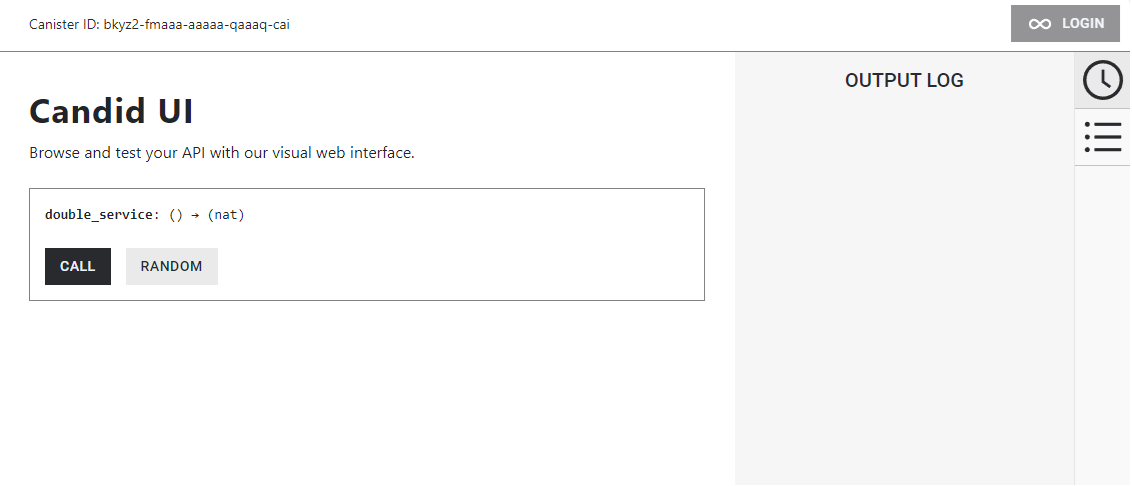 Canister ID: bkyz2-fmaaa-aaaaa-qaaaq-cai
LOGIN
Candid UI
Browse and test your API with our visual web interface.
double_service: () → (nat)
CALL
RANDOM
OUTPUT LOG